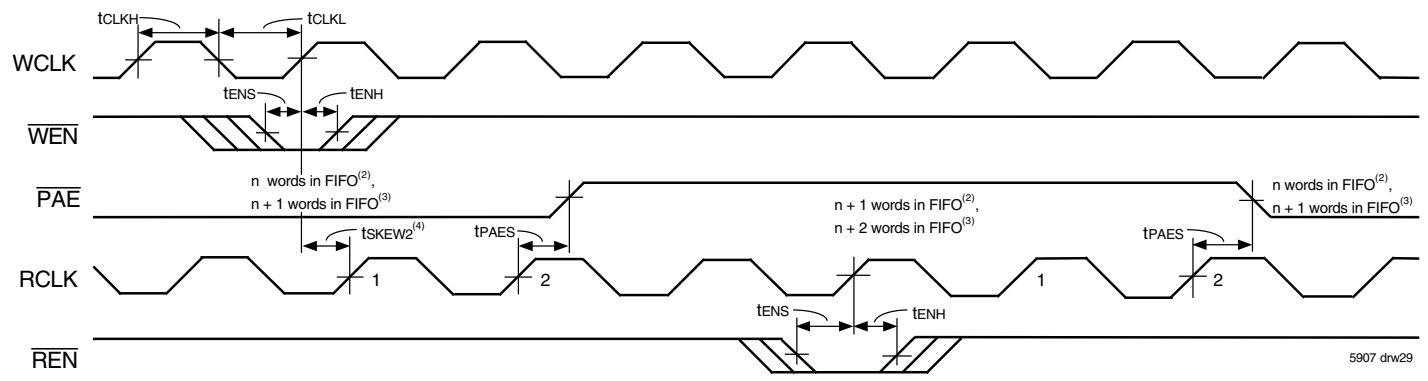 tCLKH tCLKL
WCLK
tENS tENH
WEN
n words in FIFO(2),
n + 1 words in FIFO(3)
PAE
n + 1 words in FIFO(2),
n + 2 words in FIFO(3)
n words in FIFO(2),
n + 1 words in FIFO(3)
tSKEW2(4) tPAES tPAES
RCLK 1 2 1 2
tENS tENH
REN
5907 drw29